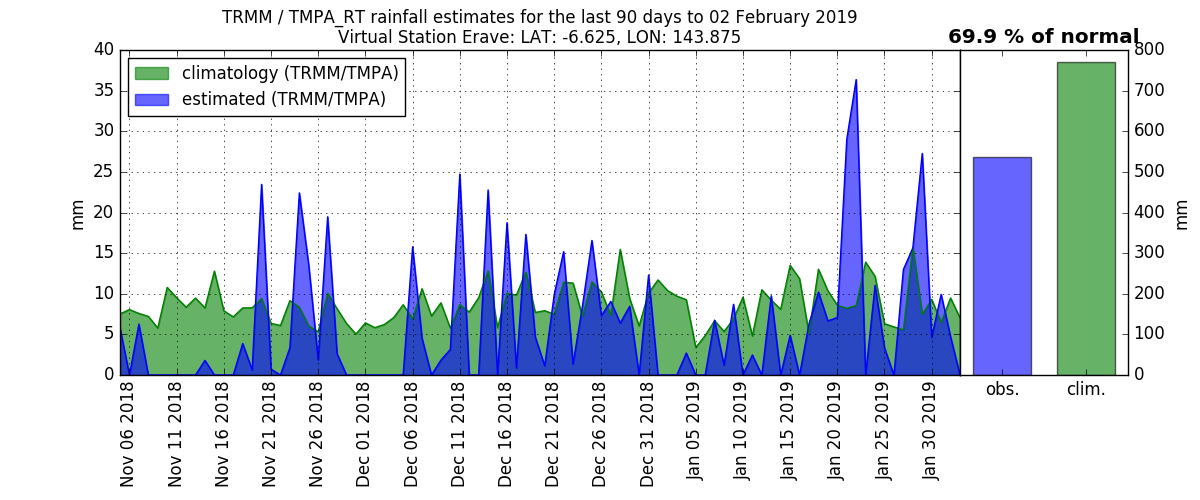 TRMM / TMPA_RT rainfall estimates for the last 90 days to 02 February 2019
Virtual Station Erave: LAT: -6.625, LON: 143.875
69.9 % of normal
climatology (TRMM/TMPA)
estimated (TRMM/TMPA)
40
35
30
25
20
15
10
5
0
mm
800
700
600
500
400
300
200
100
0
mm
Nov 06 2018
Nov 11 2018
Nov 16 2018
Nov 21 2018
Nov 26 2018
Dec 01 2018
Dec 06 2018
Dec 11 2018
Dec 16 2018
Dec 21 2018
Dec 26 2018
Dec 31 2018
Jan 05 2019
Jan 10 2019
Jan 15 2019
Jan 20 2019
Jan 25 2019
Jan 30 2019
obs.
clim.